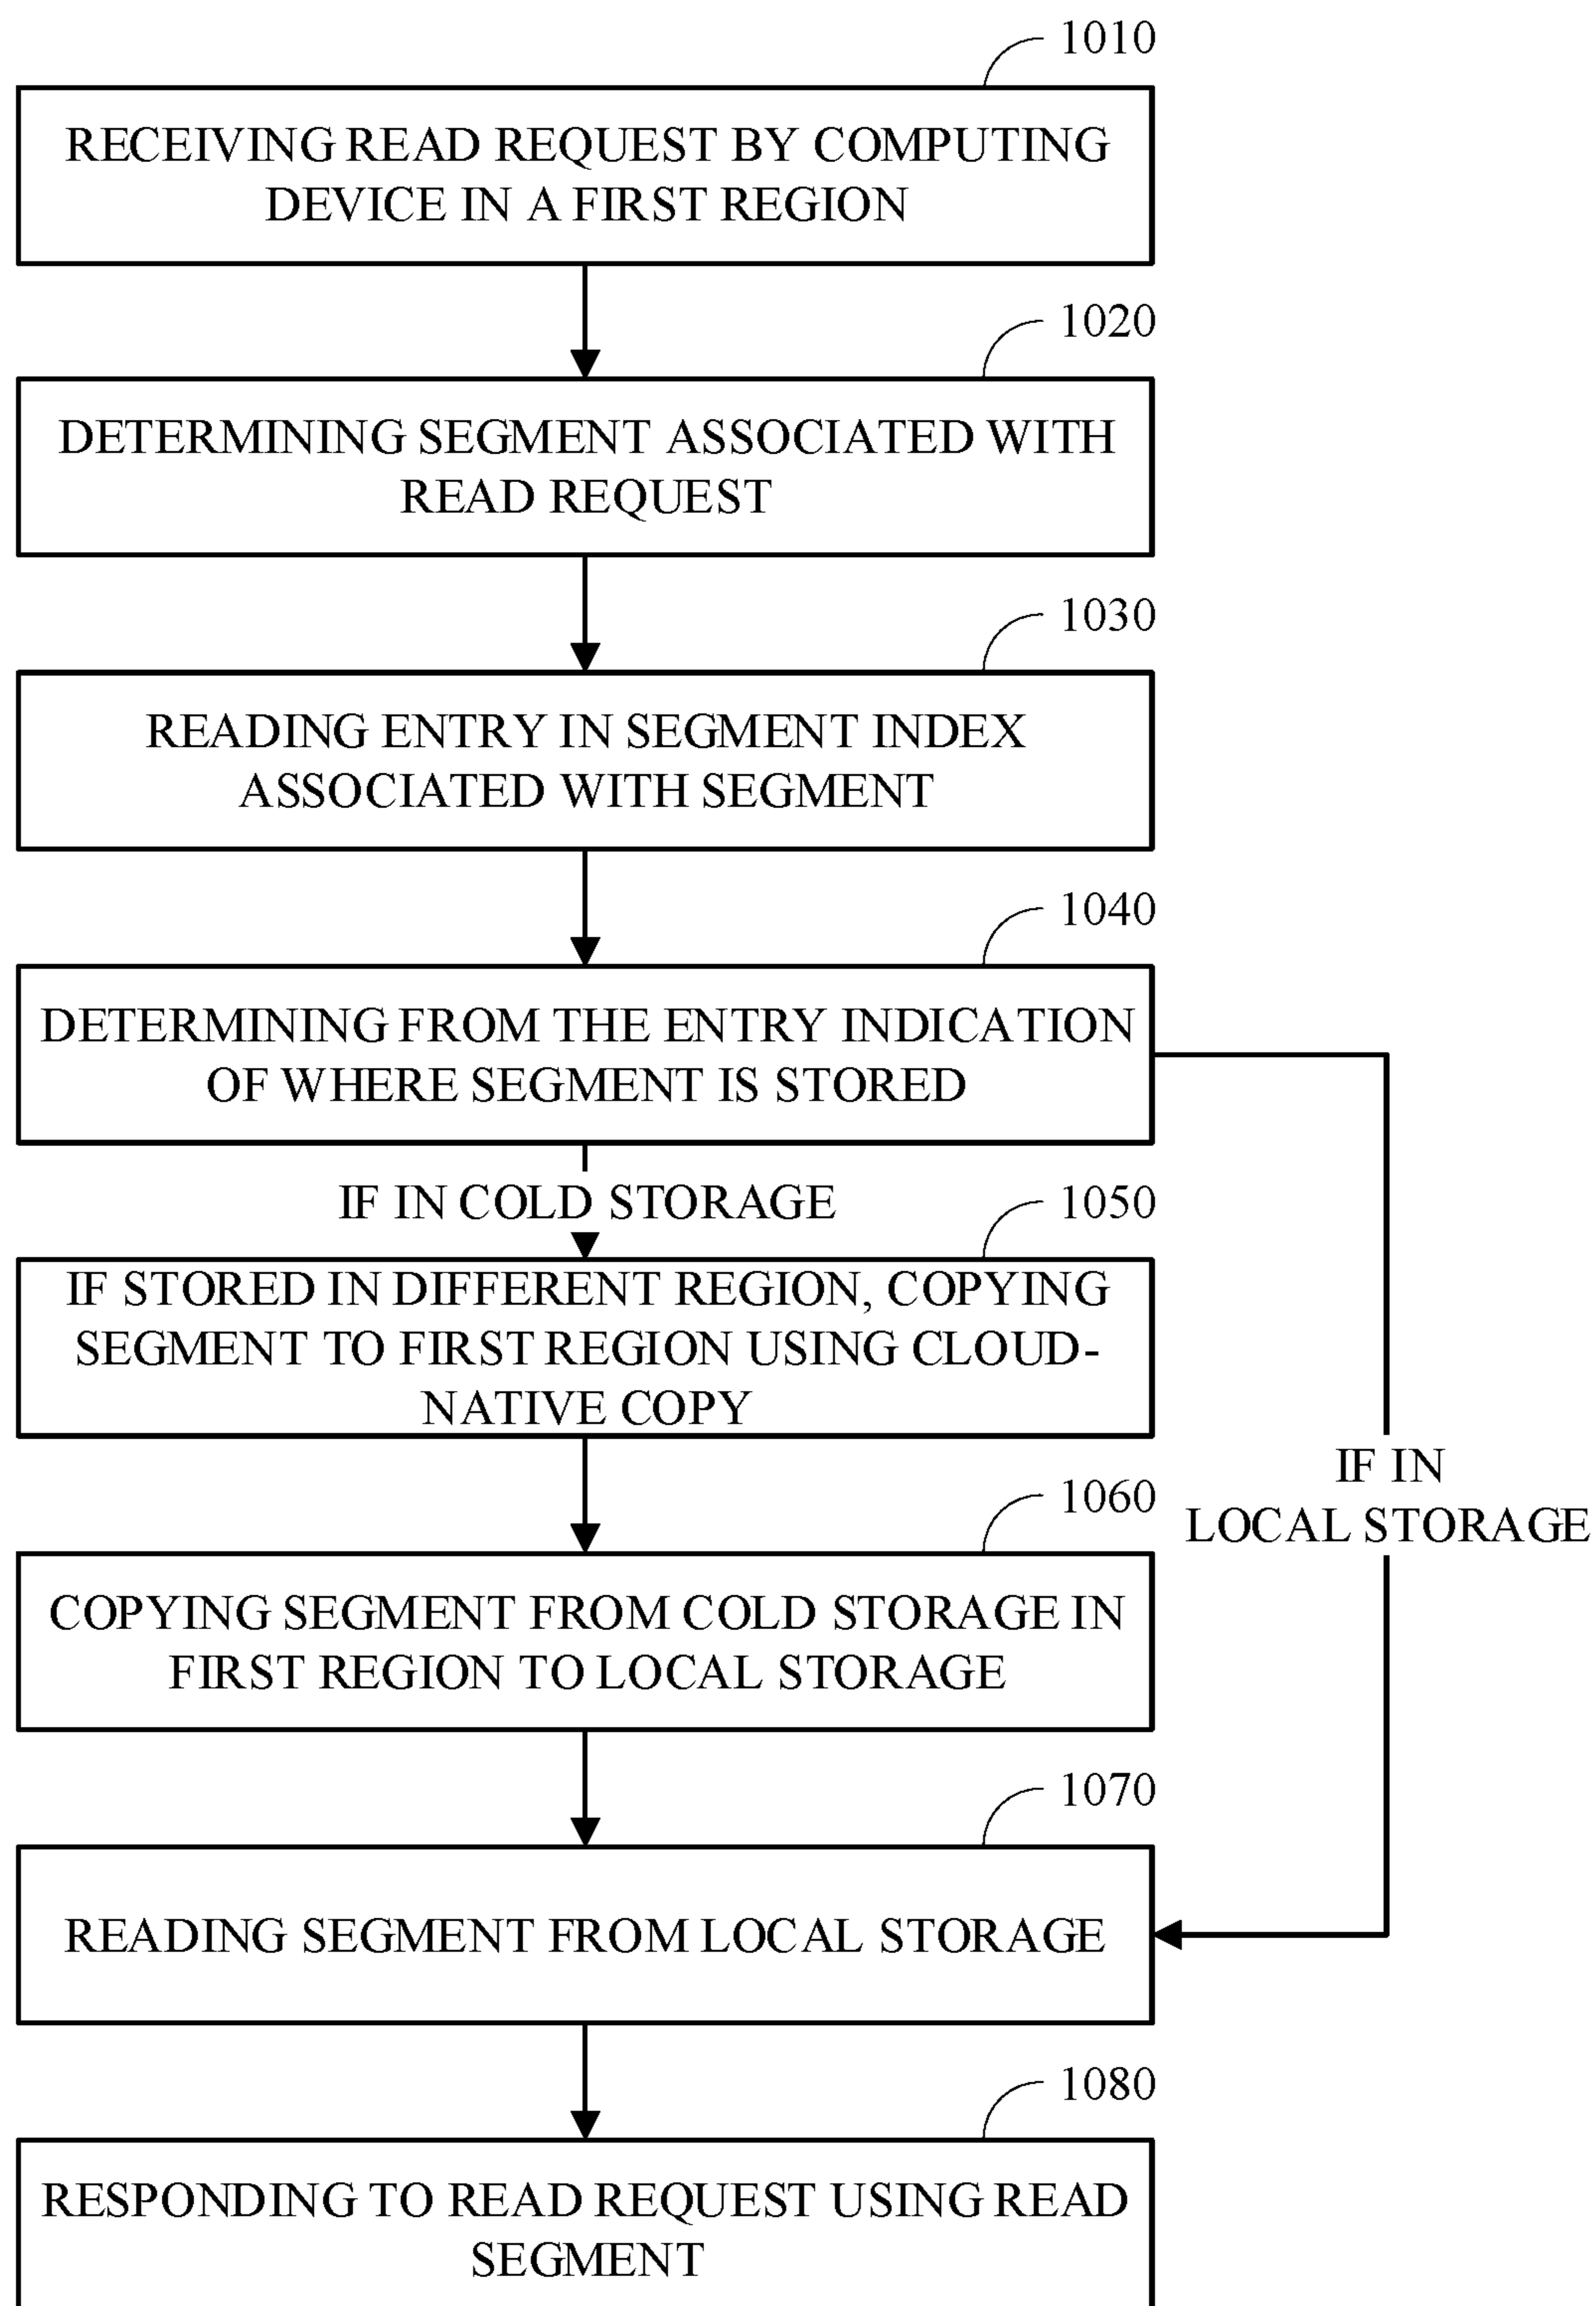 1010
RECEIVING READ REQUEST BY COMPUTING
DEVICE IN A FIRST REGION
1020
DETERMINING SEGMENT ASSOCIATED WITH
READ REQUEST
1030
READING ENTRY IN SEGMENT INDEX
ASSOCIATED WITH SEGMENT
1040
DETERMINING FROM THE ENTRY INDICATION
OF WHERE SEGMENT IS STORED
IF IN COLD STORAGE
1050
IF STORED IN DIFFERENT REGION, COPYING
SEGMENT TO FIRST REGION USING CLOUD-
NATIVE COPY
IF IN
LOCAL STORAGE
1060
COPYING SEGMENT FROM COLD STORAGE IN
FIRST REGION TO LOCAL STORAGE
1070
READING SEGMENT FROM LOCAL STORAGE
1080
RESPONDING TO READ REQUEST USING READ
SEGMENT